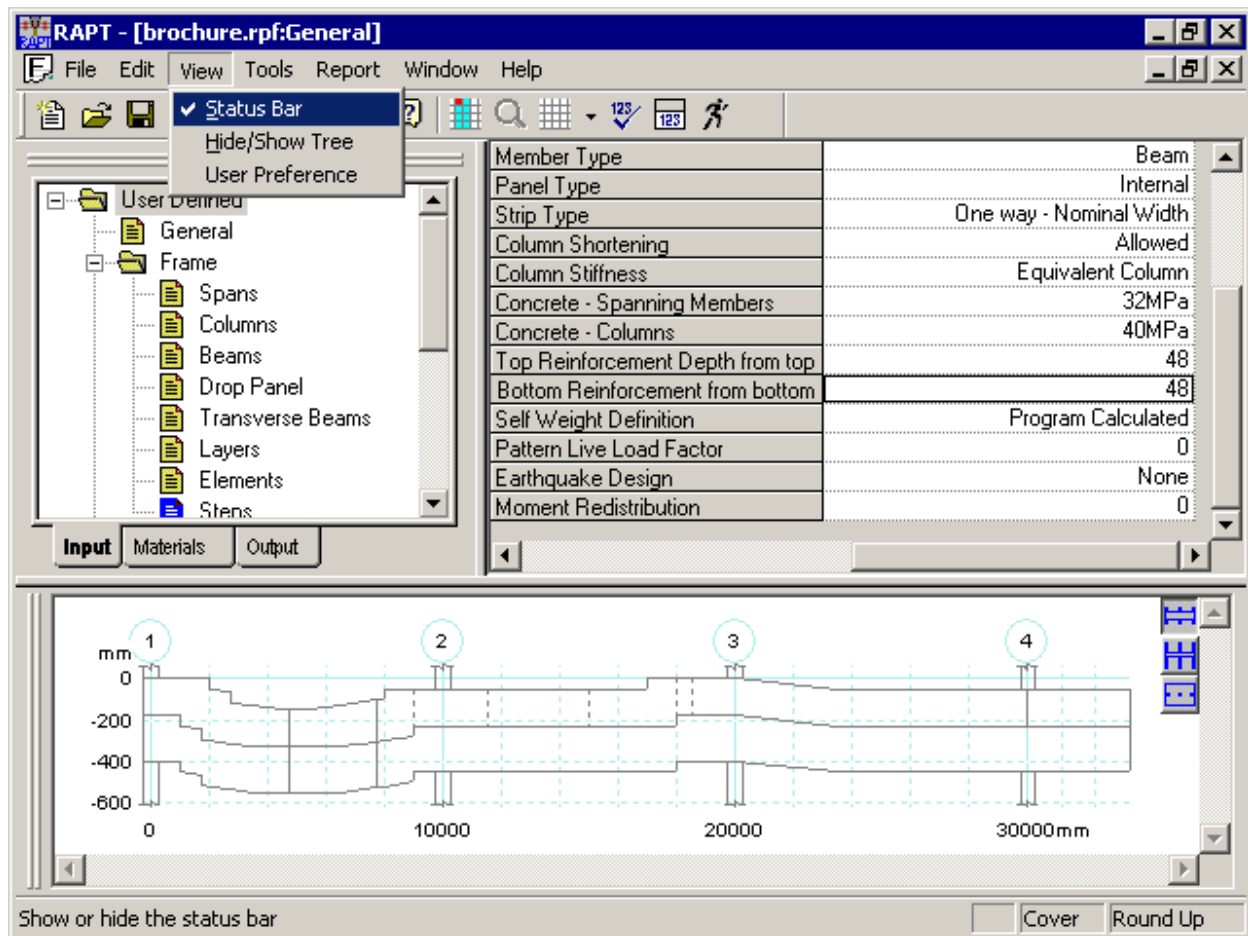 RAPT - [brochure.rpf:General]
File Edit View Tools Report Window Help
Status Bar
Hide/Show Tree
User Preference
123
123
User Defined
General
Frame
Spans
Columns
Beams
Drop Panel
Transverse Beams
Layers
Elements
Steps
Input Materials Output
Member Type Beam
Panel Type Internal
Strip Type One way - Nominal Width
Column Shortening Allowed
Column Stiffness Equivalent Column
Concrete - Spanning Members 32MPa
Concrete - Columns 40MPa
Top Reinforcement Depth from top 48
Bottom Reinforcement from bottom 48
Self Weight Definition Program Calculated
Pattern Live Load Factor 0
Earthquake Design None
Moment Redistribution 0
1 2 3 4
mm
0
-200
-400
-600
0 10000 20000 30000mm
Show or hide the status bar Cover Round Up